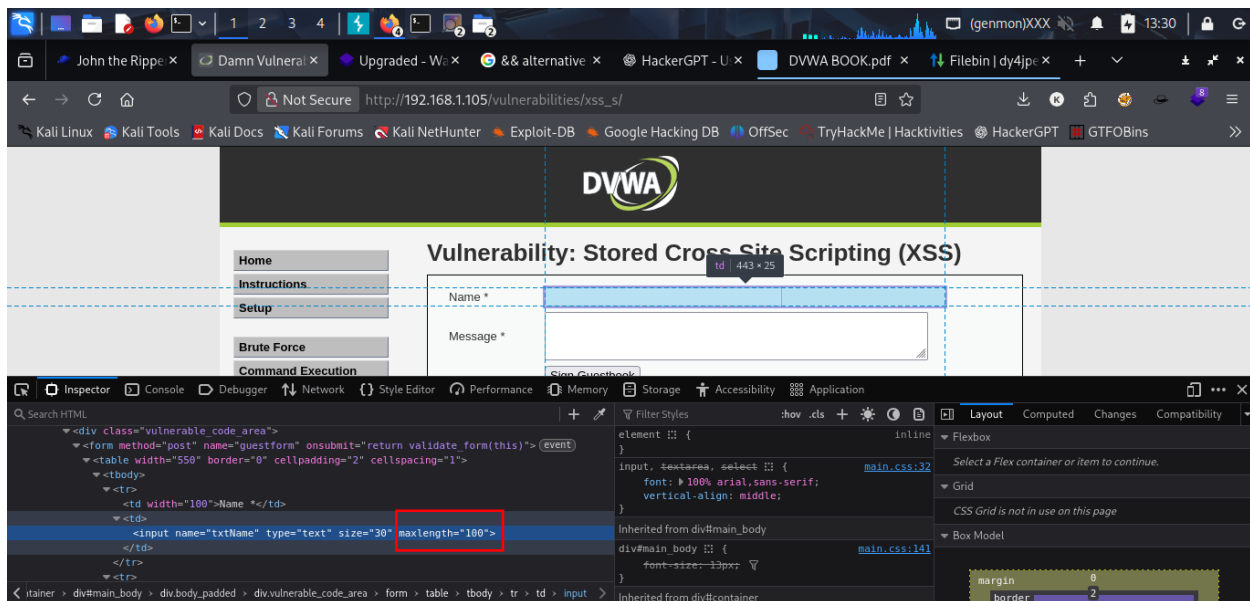 1 2 3 4 (genmon)XXX 13:30
John the Rippe Damn Vulneral Upgraded - Wa && alternative HackerGPT - U DVWA BOOK.pdf Filebin | dy4jpe
Not Secure http://192.168.1.105/vulnerabilities/xss_s/ K 8
Kali Linux Kali Tools Kali Docs Kali Forums Kali NetHunter Exploit-DB Google Hacking DB OffSec TryHackMe | Hacktivities HackerGPT GTFOBins
DVWA
Vulnerability: Stored Cross Site Scripting (XSS)
td 443 × 25
Home
Instructions
Setup
Brute Force
Command Execution
Name *
Message *
Sign Guestbook
Inspector Console Debugger Network {} Style Editor Performance Memory Storage Accessibility Application
Search HTML
<div class="vulnerable_code_area">
<form method="post" name="guestform" onsubmit="return validate_form(this)"> event
<table width="550" border="0" cellpadding="2" cellspacing="1">
<tbody>
<tr>
<td width="100">Name *</td>
<td>
<input name="txtName" type="text" size="30" maxlength="100">
</td>
</tr>
<tr>
tainer > div#main_body > div.body_padded > div.vulnerable_code_area > form > table > tbody > tr > td > input
Filter Styles :hov .cls
element { inline
}
input, textarea, select { main.css:32
font: 100% arial,sans-serif;
vertical-align: middle;
}
Inherited from div#main_body
div#main_body { main.css:141
font-size: 13px;
}
Inherited from div#container
Layout Computed Changes Compatibility
Flexbox
Select a Flex container or item to continue.
Grid
CSS Grid is not in use on this page
Box Model
margin 0
border 2